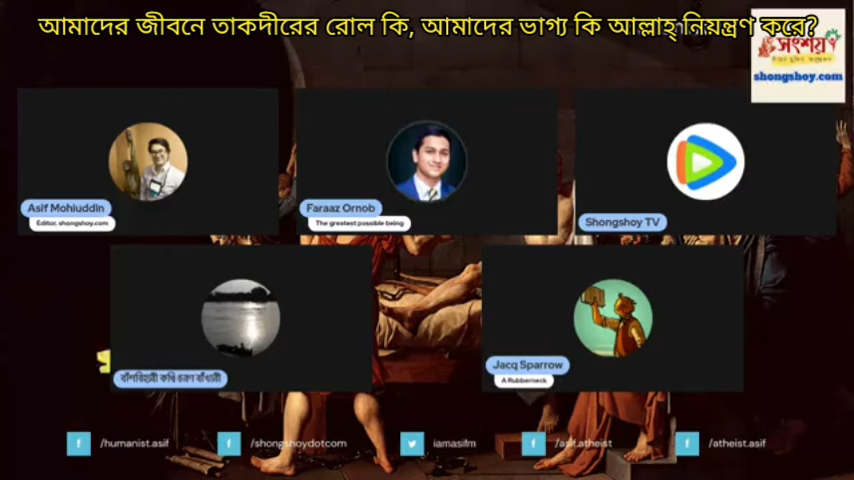 আমাদের জীবনে তাকদীরের রোল কি, আমাদের ভাগ্য কি আল্লাহ্ নিয়ন্ত্রণ করে?
সংশয়
shongshoy.com
Asif Mohiuddin
Editor, shongshoy.com
Faraaz Ornob
The greatest possible being
Shongshoy TV
Jacq Sparrow
A Rubberneck
/humanist.asif
/shongshoydotcom
iamasifm
/asif.atheist
/atheist.asif